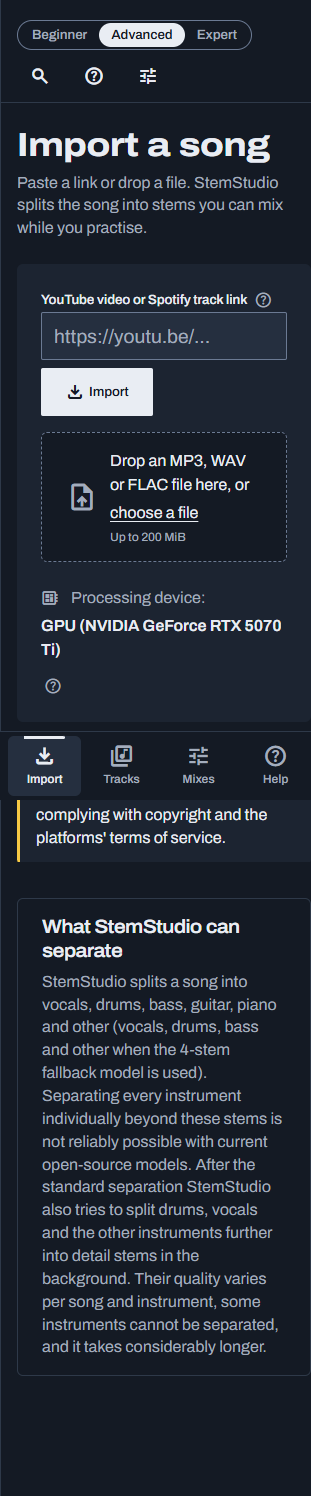 Beginner Advanced Expert
Import a song
Paste a link or drop a file. StemStudio
splits the song into stems you can mix
while you practise.
YouTube video or Spotify track link
https://youtu.be/...
Import
Drop an MP3, WAV
or FLAC file here, or
choose a file
Up to 200 MiB
Processing device:
GPU (NVIDIA GeForce RTX 5070
Ti)
Import Tracks Mixes Help
complying with copyright and the
platforms' terms of service.
What StemStudio can
separate
StemStudio splits a song into
vocals, drums, bass, guitar, piano
and other (vocals, drums, bass
and other when the 4-stem
fallback model is used).
Separating every instrument
individually beyond these stems is
not reliably possible with current
open-source models. After the
standard separation StemStudio
also tries to split drums, vocals
and the other instruments further
into detail stems in the
background. Their quality varies
per song and instrument, some
instruments cannot be separated,
and it takes considerably longer.